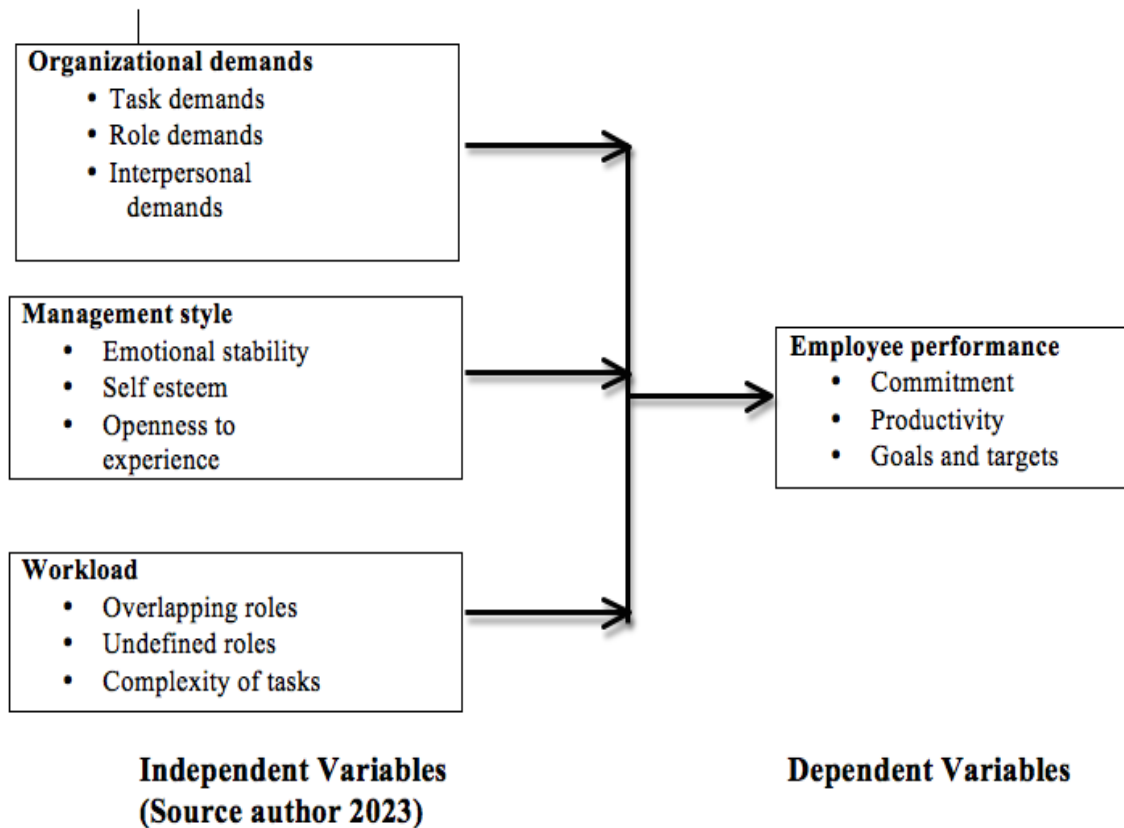 Organizational demands
• Task demands
• Role demands
• Interpersonal
demands
Management style
• Emotional stability
• Self esteem
• Openness to
experience
Workload
• Overlapping roles
• Undefined roles
• Complexity of tasks
Employee performance
• Commitment
• Productivity
• Goals and targets
Independent Variables
(Source author 2023)
Dependent Variables